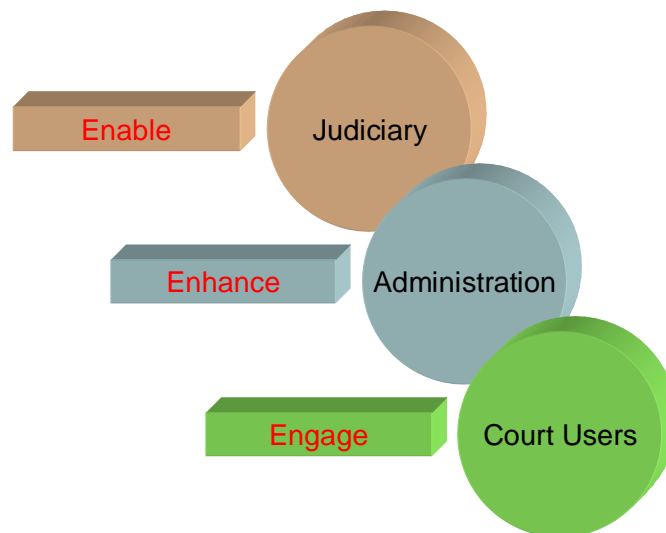 Enable
Judiciary
Enhance
Administration
Engage
Court Users